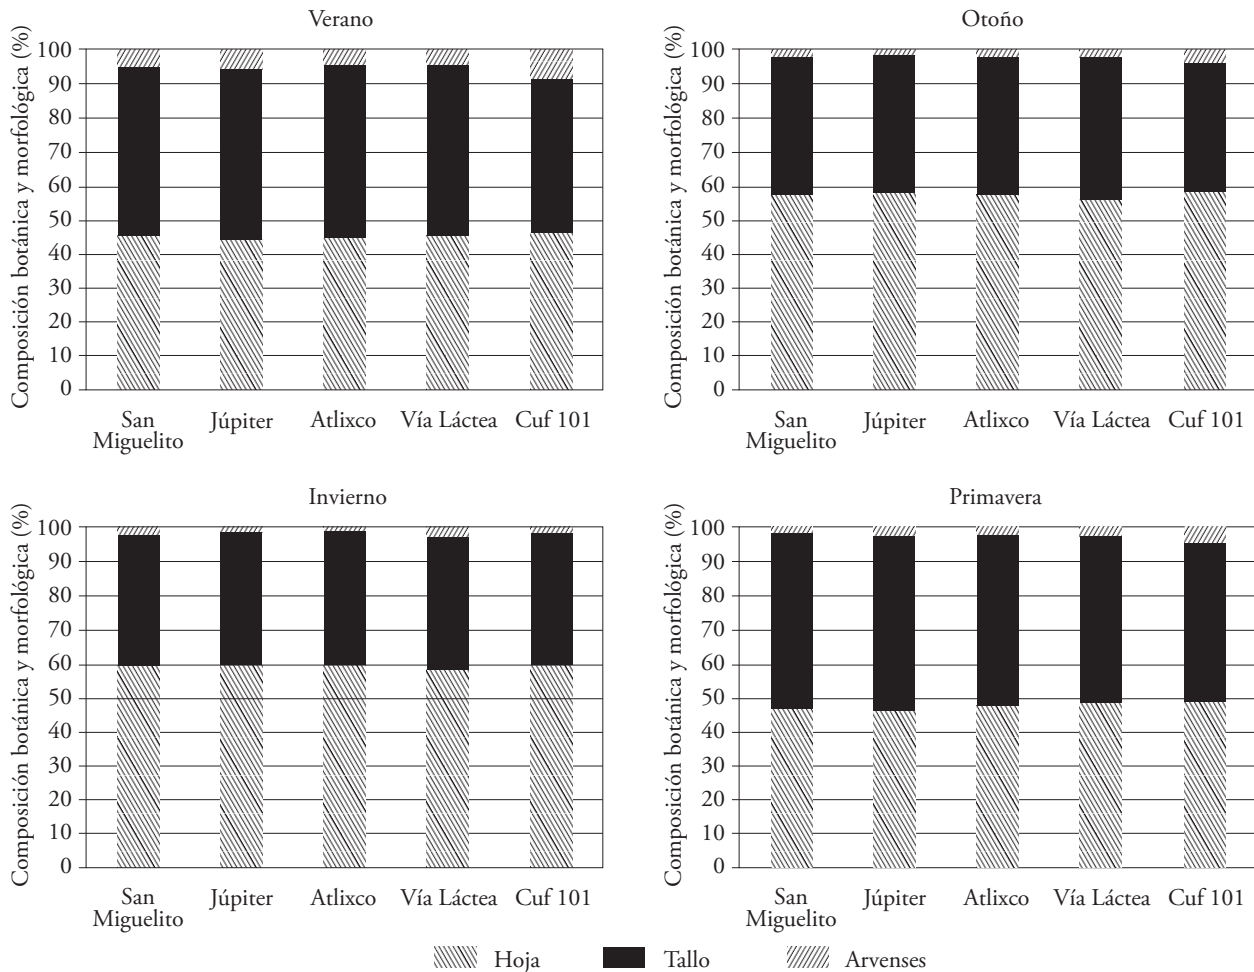 Verano
Composición botánica y morfológica (%)
100
90
80
70
60
50
40
30
20
10
0
San Miguelito
Júpiter
Atlixco
Vía Láctea
Cuf 101
Otoño
Composición botánica y morfológica (%)
100
90
80
70
60
50
40
30
20
10
0
San Miguelito
Júpiter
Atlixco
Vía Láctea
Cuf 101
Invierno
Composición botánica y morfológica (%)
100
90
80
70
60
50
40
30
20
10
0
San Miguelito
Júpiter
Atlixco
Vía Láctea
Cuf 101
Primavera
Composición botánica y morfológica (%)
100
90
80
70
60
50
40
30
20
10
0
San Miguelito
Júpiter
Atlixco
Vía Láctea
Cuf 101
Hoja
Tallo
Arvenses